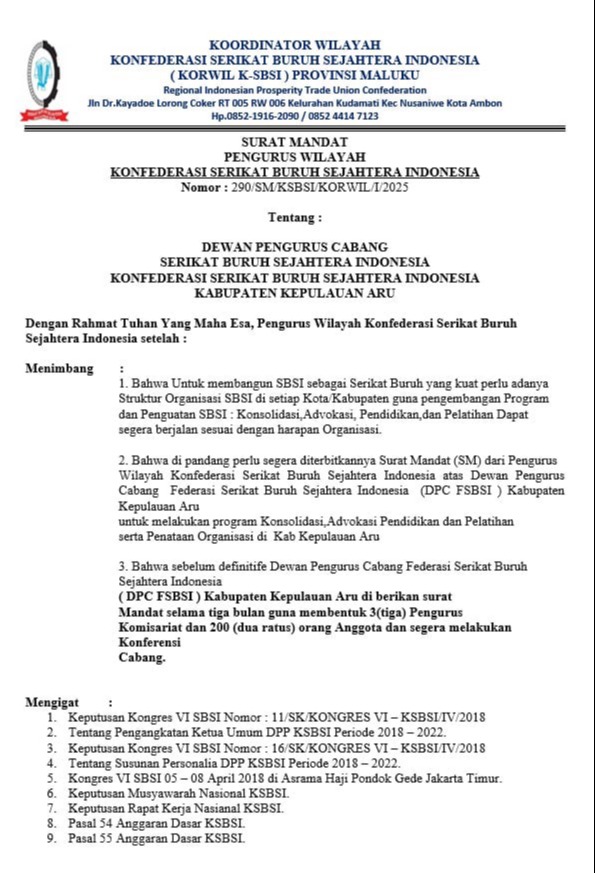 KOORDINATOR WILAYAH
KONFEDERASI SERIKAT BURUH SEJAHTERA INDONESIA
( KORWIL K-SBSI ) PROVINSI MALUKU
Regional Indonesian Prosperity Trade Union Confederation
Jln Dr.Kayadoe Lorong Coker RT 005 RW 006 Kelurahan Kudamati Kec Nusaniwe Kota Ambon
Hp.0852-1916-2090 / 0852 4414 7123
SURAT MANDAT
PENGURUS WILAYAH
KONFEDERASI SERIKAT BURUH SEJAHTERA INDONESIA
Nomor : 290/SM/KSBSI/KORWIL/I/2025
Tentang :
DEWAN PENGURUS CABANG
SERIKAT BURUH SEJAHTERA INDONESIA
KONFEDERASI SERIKAT BURUH SEJAHTERA INDONESIA
KABUPATEN KEPULAUAN ARU
Dengan Rahmat Tuhan Yang Maha Esa, Pengurus Wilayah Konfederasi Serikat Buruh
Sejahtera Indonesia setelah :
Menimbang :
1. Bahwa Untuk membangun SBSI sebagai Serikat Buruh yang kuat perlu adanya
Struktur Organisasi SBSI di setiap Kota/Kabupaten guna pengembangan Program
dan Penguatan SBSI : Konsolidasi,Advokasi, Pendidikan,dan Pelatihan Dapat
segera berjalan sesuai dengan harapan Organisasi.
2. Bahwa di pandang perlu segera diterbitkannya Surat Mandat (SM) dari Pengurus
Wilayah Konfederasi Serikat Buruh Sejahtera Indonesia atas Dewan Pengurus
Cabang Federasi Serikat Buruh Sejahtera Indonesia (DPC FSBSI ) Kabupaten
Kepulauan Aru
untuk melakukan program Konsolidasi,Advokasi Pendidikan dan Pelatihan
serta Penataan Organisasi di Kab Kepulauan Aru
3. Bahwa sebelum definitife Dewan Pengurus Cabang Federasi Serikat Buruh
Sejahtera Indonesia
( DPC FSBSI ) Kabupaten Kepulauan Aru di berikan surat
Mandat selama tiga bulan guna membentuk 3(tiga) Pengurus
Komisariat dan 200 (dua ratus) orang Anggota dan segera melakukan
Konferensi
Cabang.
Mengigat :
1. Keputusan Kongres VI SBSI Nomor : 11/SK/KONGRES VI – KSBSI/IV/2018
2. Tentang Pengangkatan Ketua Umum DPP KSBSI Periode 2018 – 2022.
3. Keputusan Kongres VI SBSI Nomor : 16/SK/KONGRES VI – KSBSI/IV/2018
4. Tentang Susunan Personalia DPP KSBSI Periode 2018 – 2022.
5. Kongres VI SBSI 05 – 08 April 2018 di Asrama Haji Pondok Gede Jakarta Timur.
6. Keputusan Musyawarah Nasional KSBSI.
7. Keputusan Rapat Kerja Nasianal KSBSI.
8. Pasal 54 Anggaran Dasar KSBSI.
9. Pasal 55 Anggaran Dasar KSBSI.